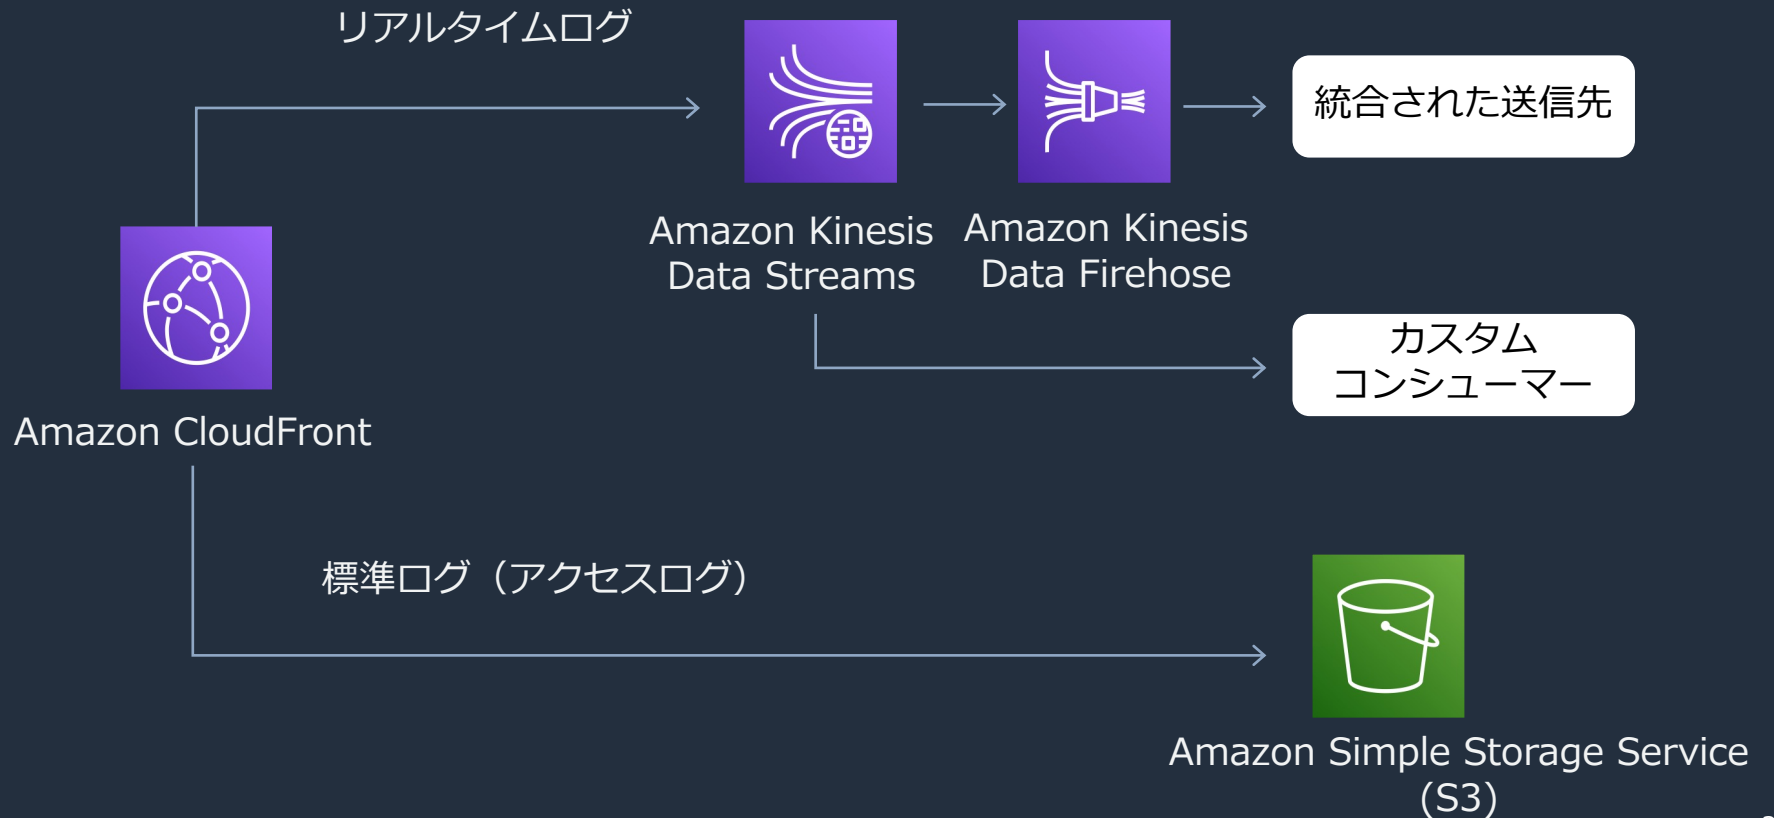 リアルタイムログ
Amazon Kinesis
Data Streams
Amazon Kinesis
Data Firehose
統合された送信先
カスタム
コンシューマー
Amazon CloudFront
標準ログ（アクセスログ）
Amazon Simple Storage Service
（S3）